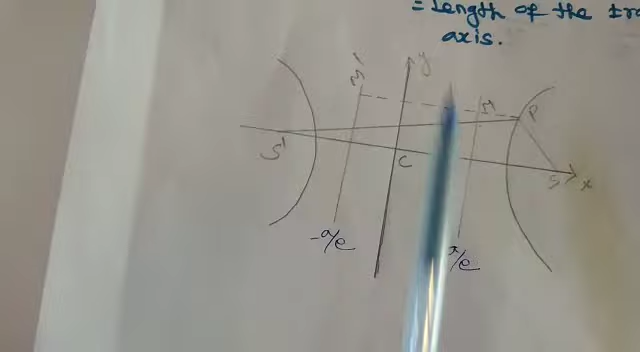 = Length of the
axis.
y
M'
M
P
S'
C
S
x
-a/e
a/e